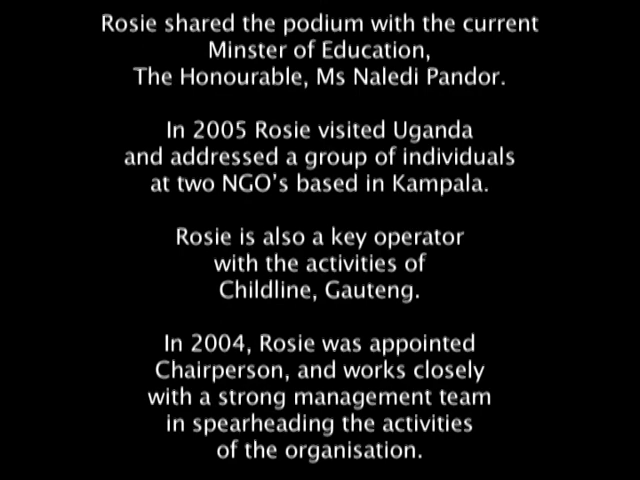 Rosie shared the podium with the current
Minster of Education,
The Honourable, Ms Naledi Pandor.
In 2005 Rosie visited Uganda
and addressed a group of individuals
at two NGO's based in Kampala.
Rosie is also a key operator
with the activities of
Childline, Gauteng.
In 2004, Rosie was appointed
Chairperson, and works closely
with a strong management team
in spearheading the activities
of the organisation.